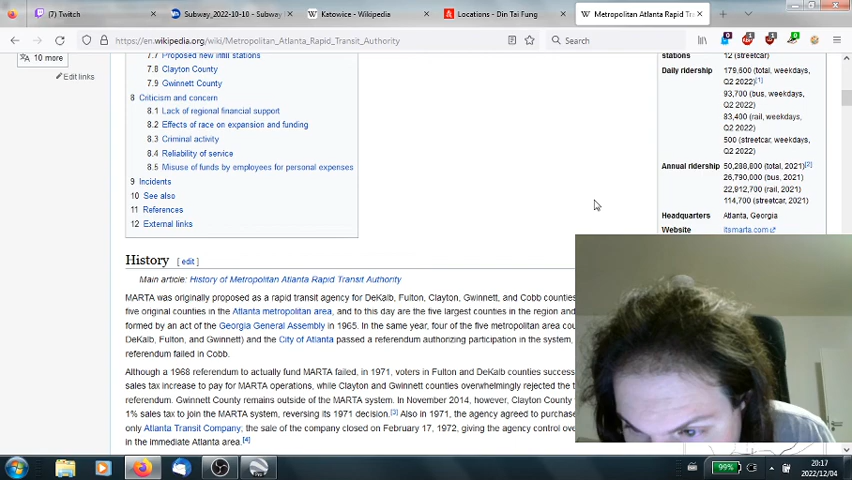 (7) Twitch
Subway_2022-10-10 - Subway
Katowice - Wikipedia
Locations - Din Tai Fung
Metropolitan Atlanta Rapid Tr
https://en.wikipedia.org/wiki/Metropolitan_Atlanta_Rapid_Transit_Authority
Search
10 more
Edit links
7.7 Proposed new infill stations
7.8 Clayton County
7.9 Gwinnett County
8 Criticism and concern
8.1 Lack of regional financial support
8.2 Effects of race on expansion and funding
8.3 Criminal activity
8.4 Reliability of service
8.5 Misuse of funds by employees for personal expenses
9 Incidents
10 See also
11 References
12 External links
stations 12 (streetcar)
Daily ridership 179,600 (total, weekdays,
Q2 2022)[1]
93,700 (bus, weekdays,
Q2 2022)
83,400 (rail, weekdays,
Q2 2022)
500 (streetcar, weekdays,
Q2 2022)
Annual ridership 50,288,800 (total, 2021)[2]
26,790,000 (bus, 2021)
22,912,700 (rail, 2021)
114,700 (streetcar, 2021)
Headquarters Atlanta, Georgia
Website itsmarta.com
History [ edit ]
Main article: History of Metropolitan Atlanta Rapid Transit Authority
MARTA was originally proposed as a rapid transit agency for DeKalb, Fulton, Clayton, Gwinnett, and Cobb counties
five original counties in the Atlanta metropolitan area, and to this day are the five largest counties in the region and
formed by an act of the Georgia General Assembly in 1965. In the same year, four of the five metropolitan area cou
DeKalb, Fulton, and Gwinnett) and the City of Atlanta passed a referendum authorizing participation in the system,
referendum failed in Cobb.
Although a 1968 referendum to actually fund MARTA failed, in 1971, voters in Fulton and DeKalb counties success
sales tax increase to pay for MARTA operations, while Clayton and Gwinnett counties overwhelmingly rejected the t
referendum. Gwinnett County remains outside of the MARTA system. In November 2014, however, Clayton County
1% sales tax to join the MARTA system, reversing its 1971 decision.[3] Also in 1971, the agency agreed to purchase
only Atlanta Transit Company; the sale of the company closed on February 17, 1972, giving the agency control ove
in the immediate Atlanta area.[4]
99%
20:17
2022/12/04